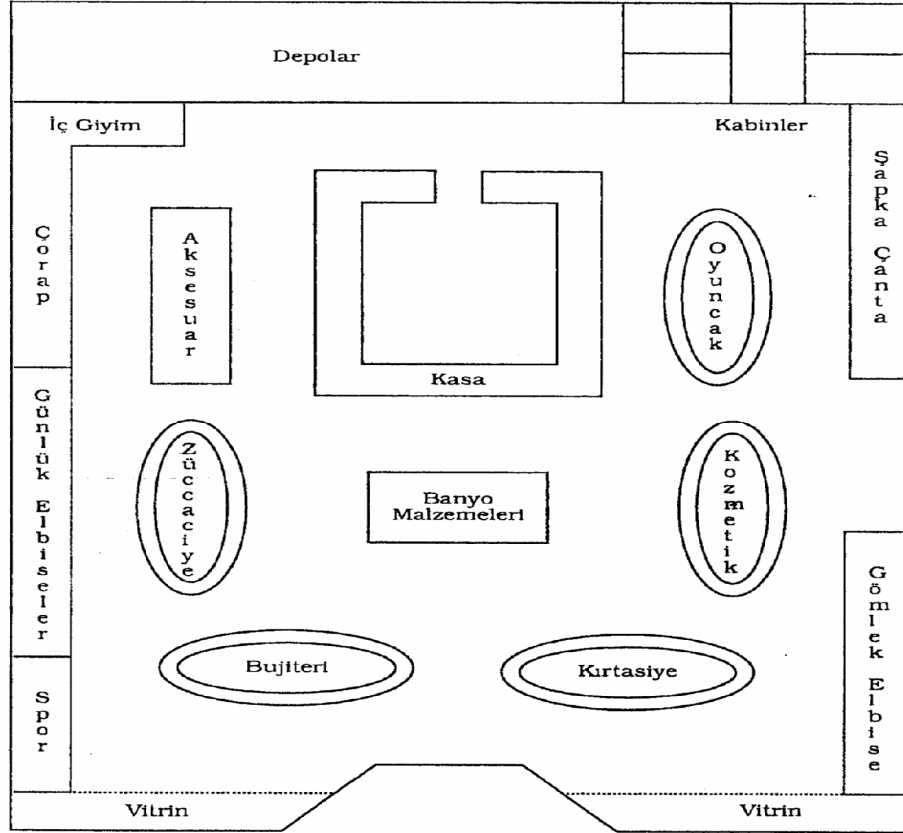 Depolar
İç Giyim
Kabinler
Şapka Çanta
Çorap
Aksesuar
Oyuncak
Kasa
Günlük Elbiseler
Züccaciye
Banyo
Malzemeleri
Kozmetik
Gömlek Elbise
Bujiteri
Kırtasiye
Spor
Vitrin
Vitrin